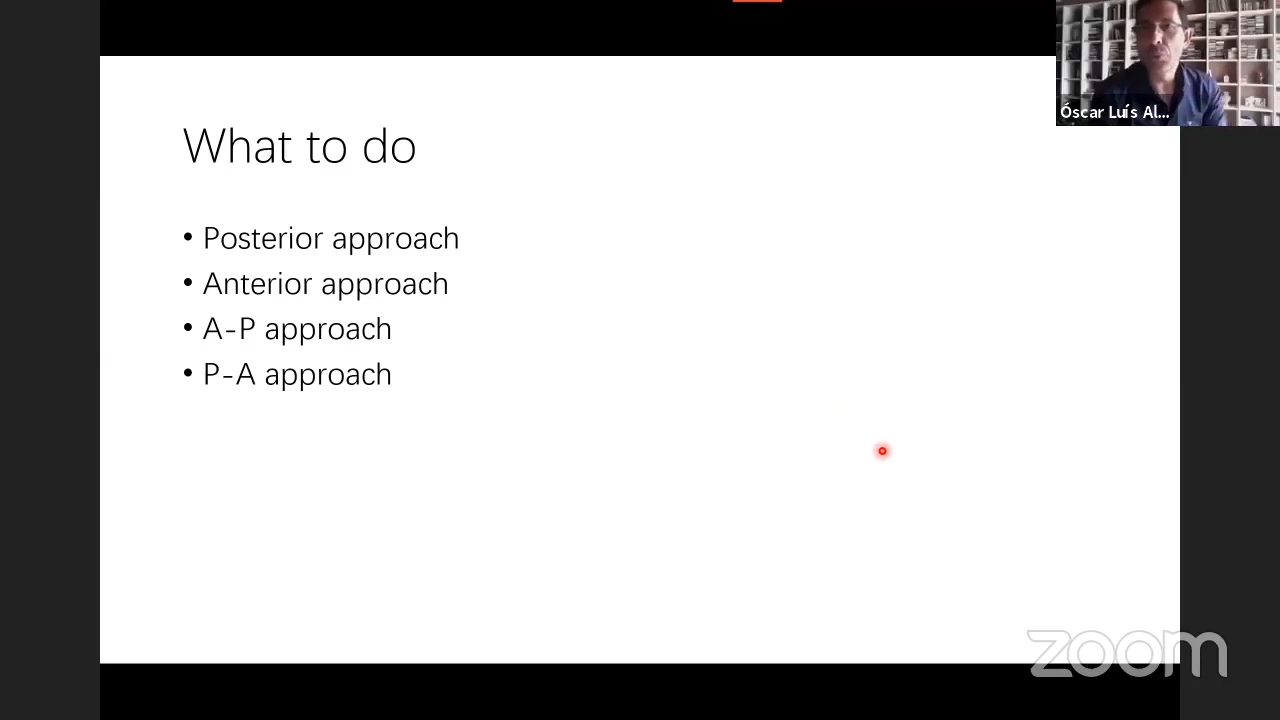 What to do
• Posterior approach
• Anterior approach
• A-P approach
• P-A approach
Óscar Luís Al...
zoom